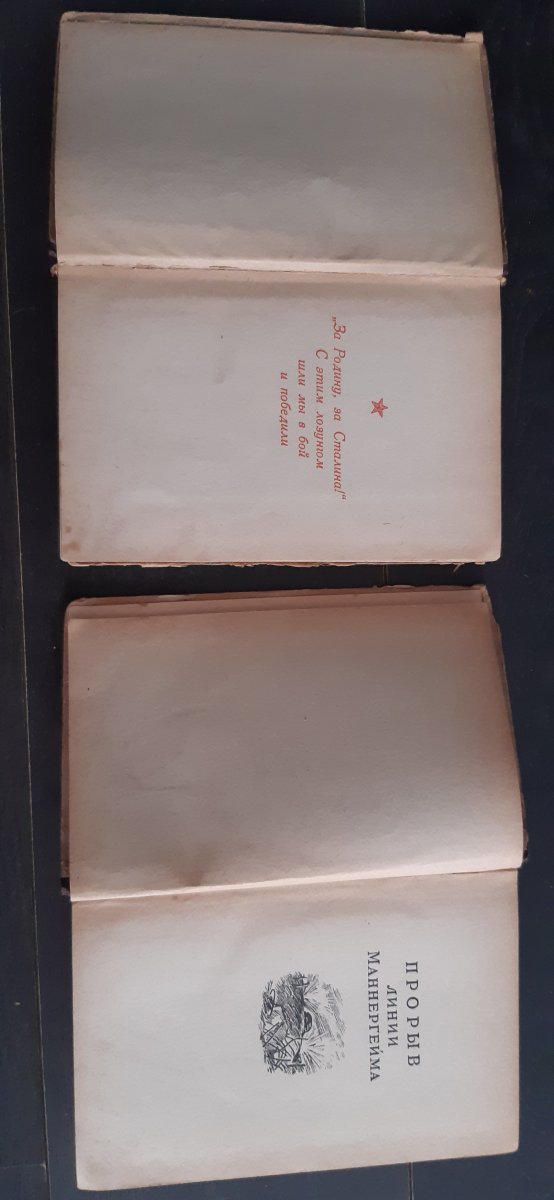 „За Родину, за Сталина!“
С этим лозунгом
шли мы в бой
и победили
ПРОРЫВ
ЛИНИИ
МАННЕРГЕЙМА